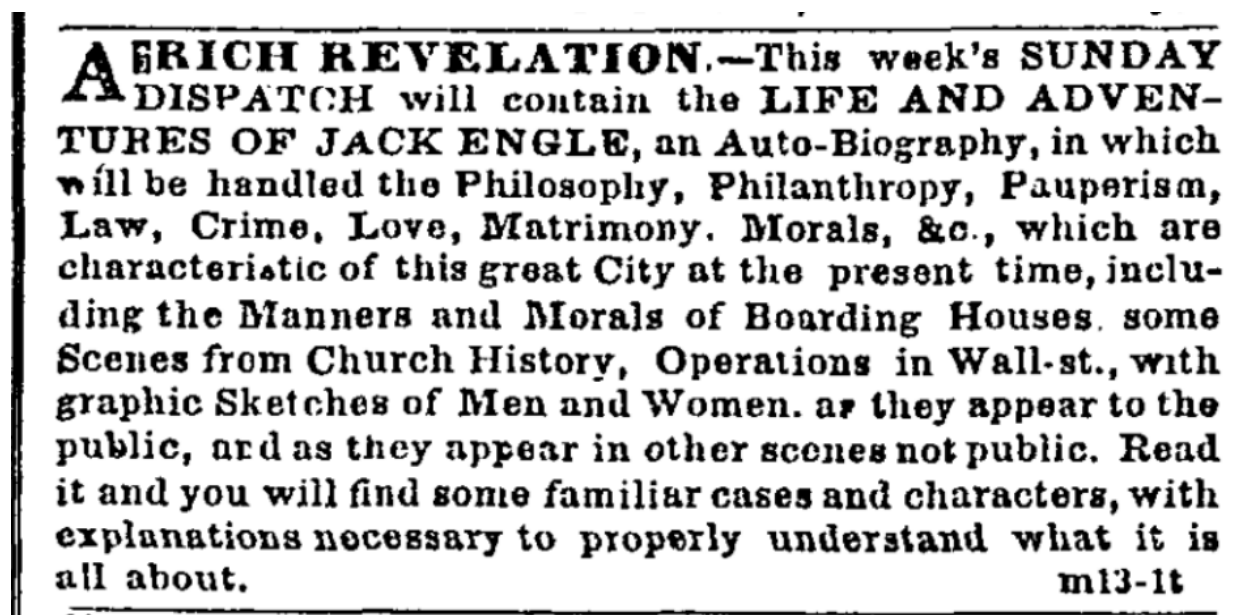 A RICH REVELATION.—This week's SUNDAY
DISPATCH will contain the LIFE AND ADVEN-
TURES OF JACK ENGLE, an Auto-Biography, in which
will be handled the Philosophy, Philanthropy, Pauperism,
Law, Crime, Love, Matrimony. Morals, &c., which are
characteristic of this great City at the present time, inclu-
ding the Manners and Morals of Boarding Houses. some
Scenes from Church History, Operations in Wall-st., with
graphic Sketches of Men and Women. as they appear to the
public, and as they appear in other scenes not public. Read
it and you will find some familiar cases and characters, with
explanations necessary to properly understand what it is
all about. m13-1t